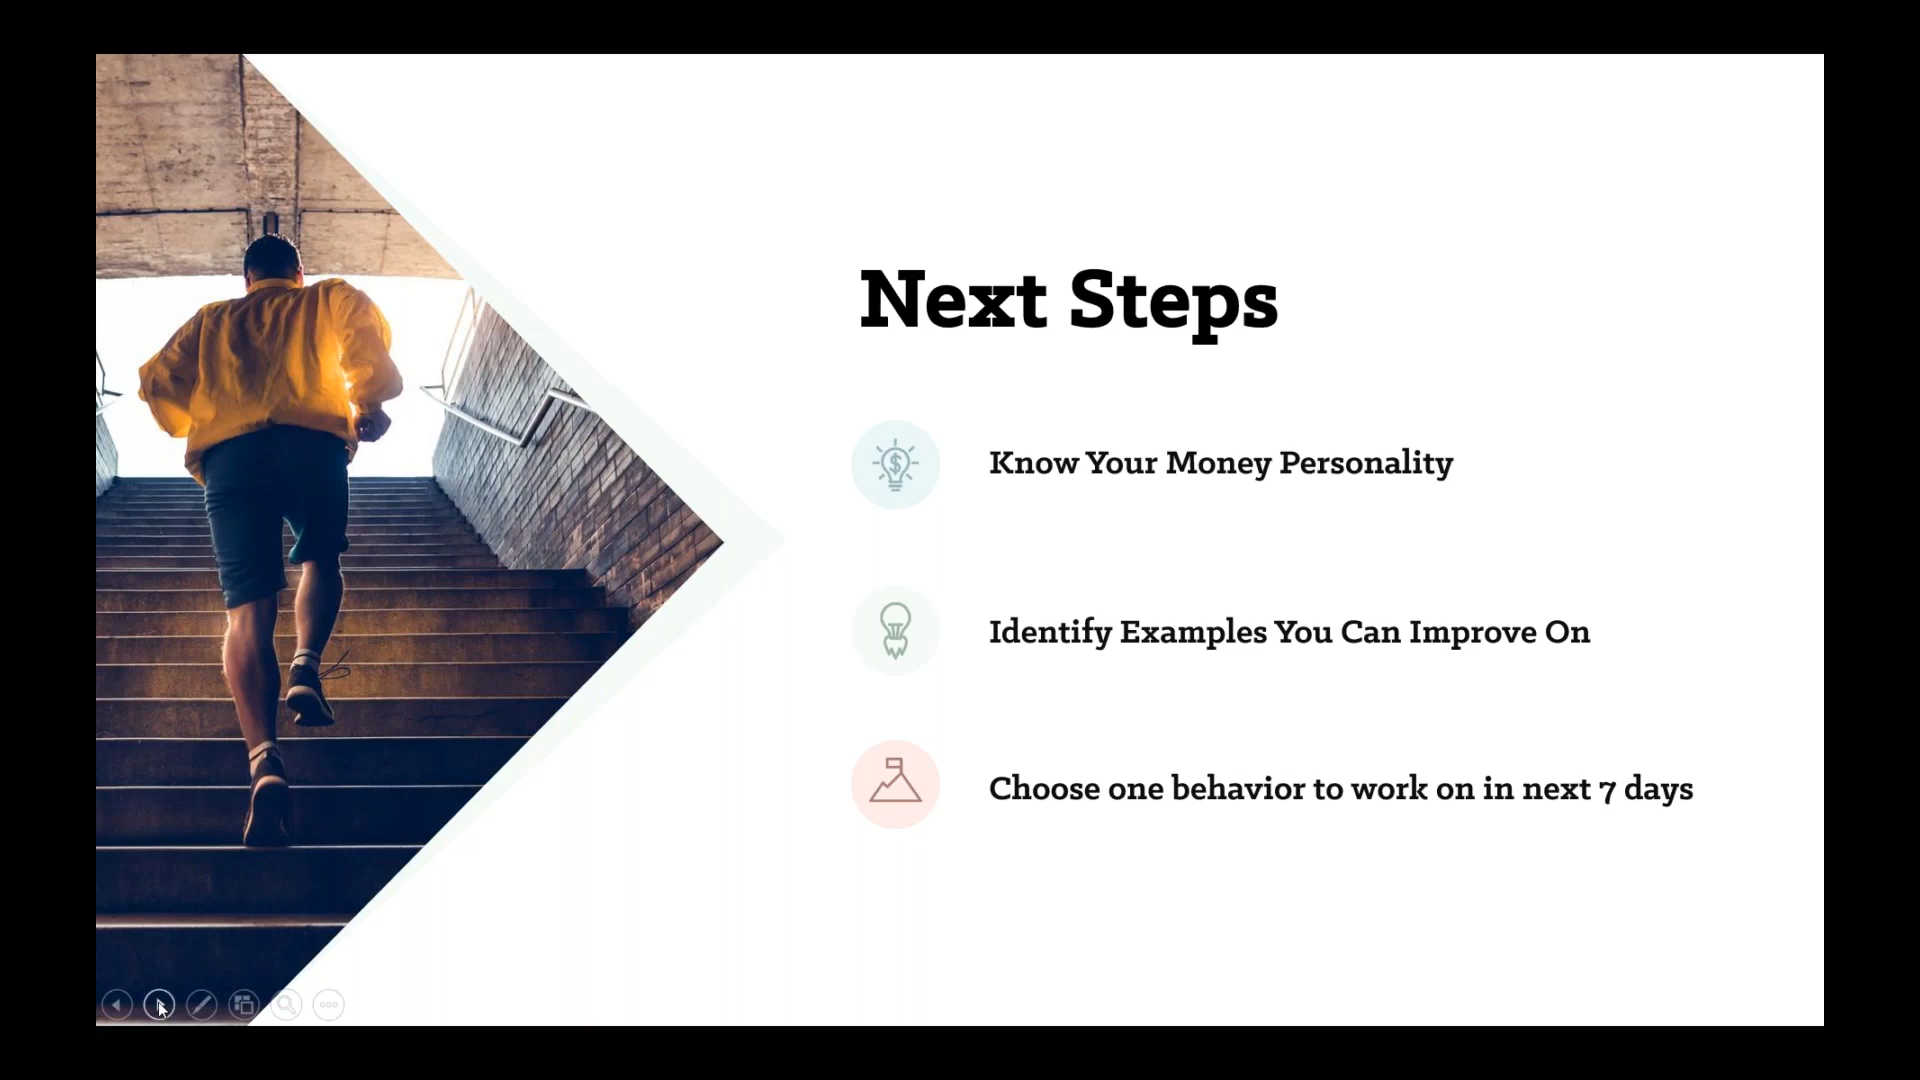 Next Steps
Know Your Money Personality
Identify Examples You Can Improve On
Choose one behavior to work on in next 7 days